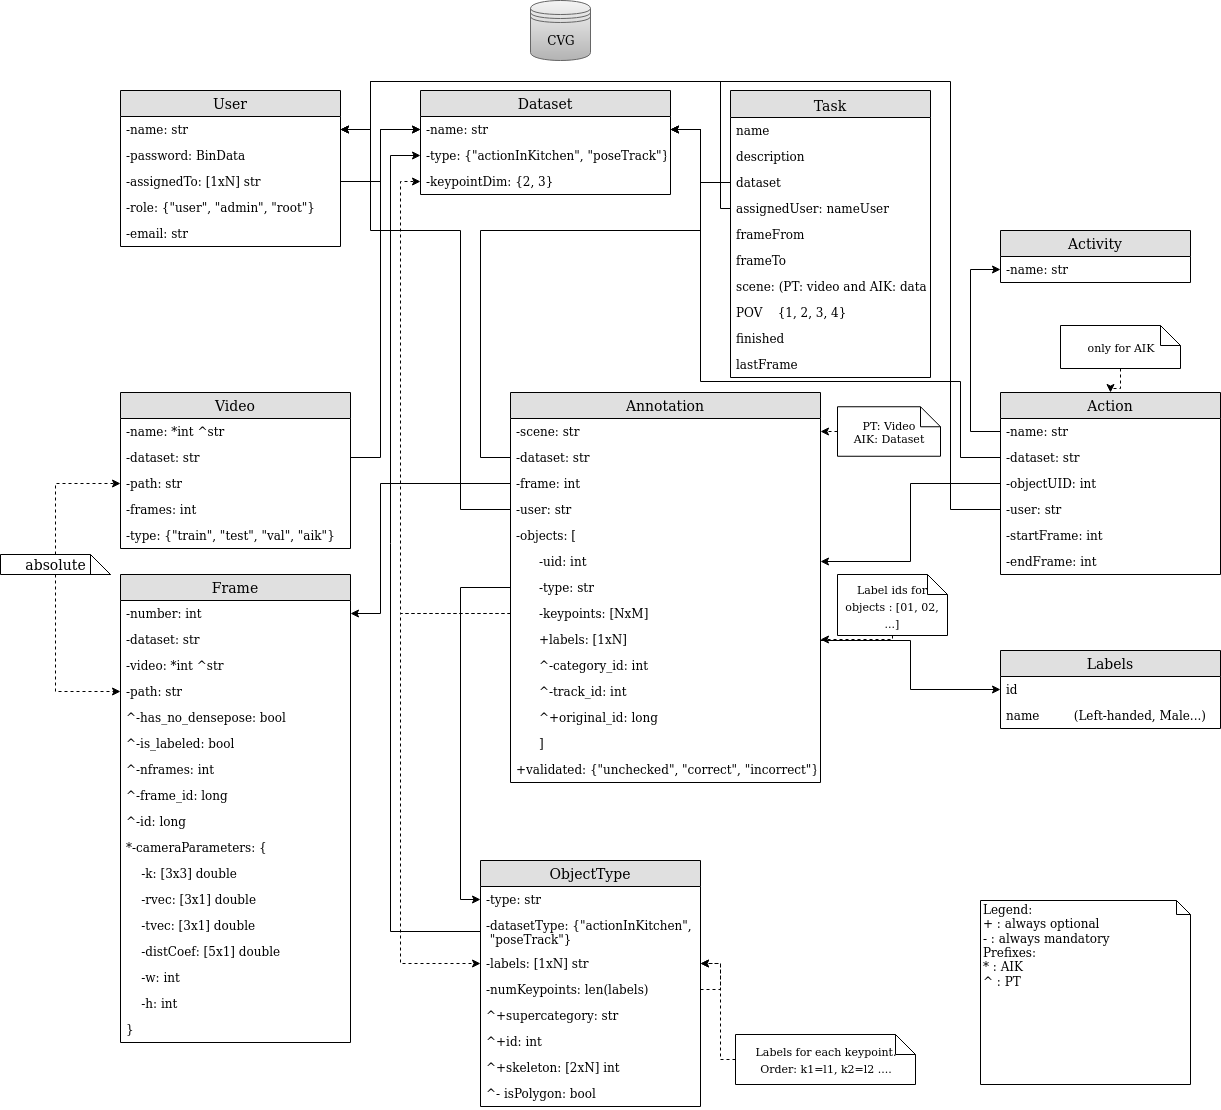 CVG
User
-name: str
-password: BinData
-assignedTo: [1xN] str
-role: {"user", "admin", "root"}
-email: str
Dataset
-name: str
-type: {"actionInKitchen", "poseTrack"}
-keypointDim: {2, 3}
Task
name
description
dataset
assignedUser: nameUser
frameFrom
frameTo
scene: (PT: video and AIK: data
POV {1, 2, 3, 4}
finished
lastFrame
Activity
-name: str
only for AIK
Video
-name: *int ^str
-dataset: str
-path: str
-frames: int
-type: {"train", "test", "val", "aik"}
absolute
Frame
-number: int
-dataset: str
-video: *int ^str
-path: str
^-has_no_densepose: bool
^-is_labeled: bool
^-nframes: int
^-frame_id: long
^-id: long
*-cameraParameters: {
-k: [3x3] double
-rvec: [3x1] double
-tvec: [3x1] double
-distCoef: [5x1] double
-w: int
-h: int
}
Annotation
-scene: str
-dataset: str
-frame: int
-user: str
-objects: [
-uid: int
-type: str
-keypoints: [NxM]
+labels: [1xN]
^-category_id: int
^-track_id: int
^+original_id: long
]
+validated: {"unchecked", "correct", "incorrect"}
PT: Video
AIK: Dataset
Label ids for
objects : [01, 02,
...]
Action
-name: str
-dataset: str
-objectUID: int
-user: str
-startFrame: int
-endFrame: int
Labels
id
name (Left-handed, Male...)
ObjectType
-type: str
-datasetType: {"actionInKitchen",
"poseTrack"}
-labels: [1xN] str
-numKeypoints: len(labels)
^+supercategory: str
^+id: int
^+skeleton: [2xN] int
^- isPolygon: bool
Labels for each keypoint.
Order: k1=l1, k2=l2 ....
Legend:
+ : always optional
- : always mandatory
Prefixes:
* : AIK
^ : PT